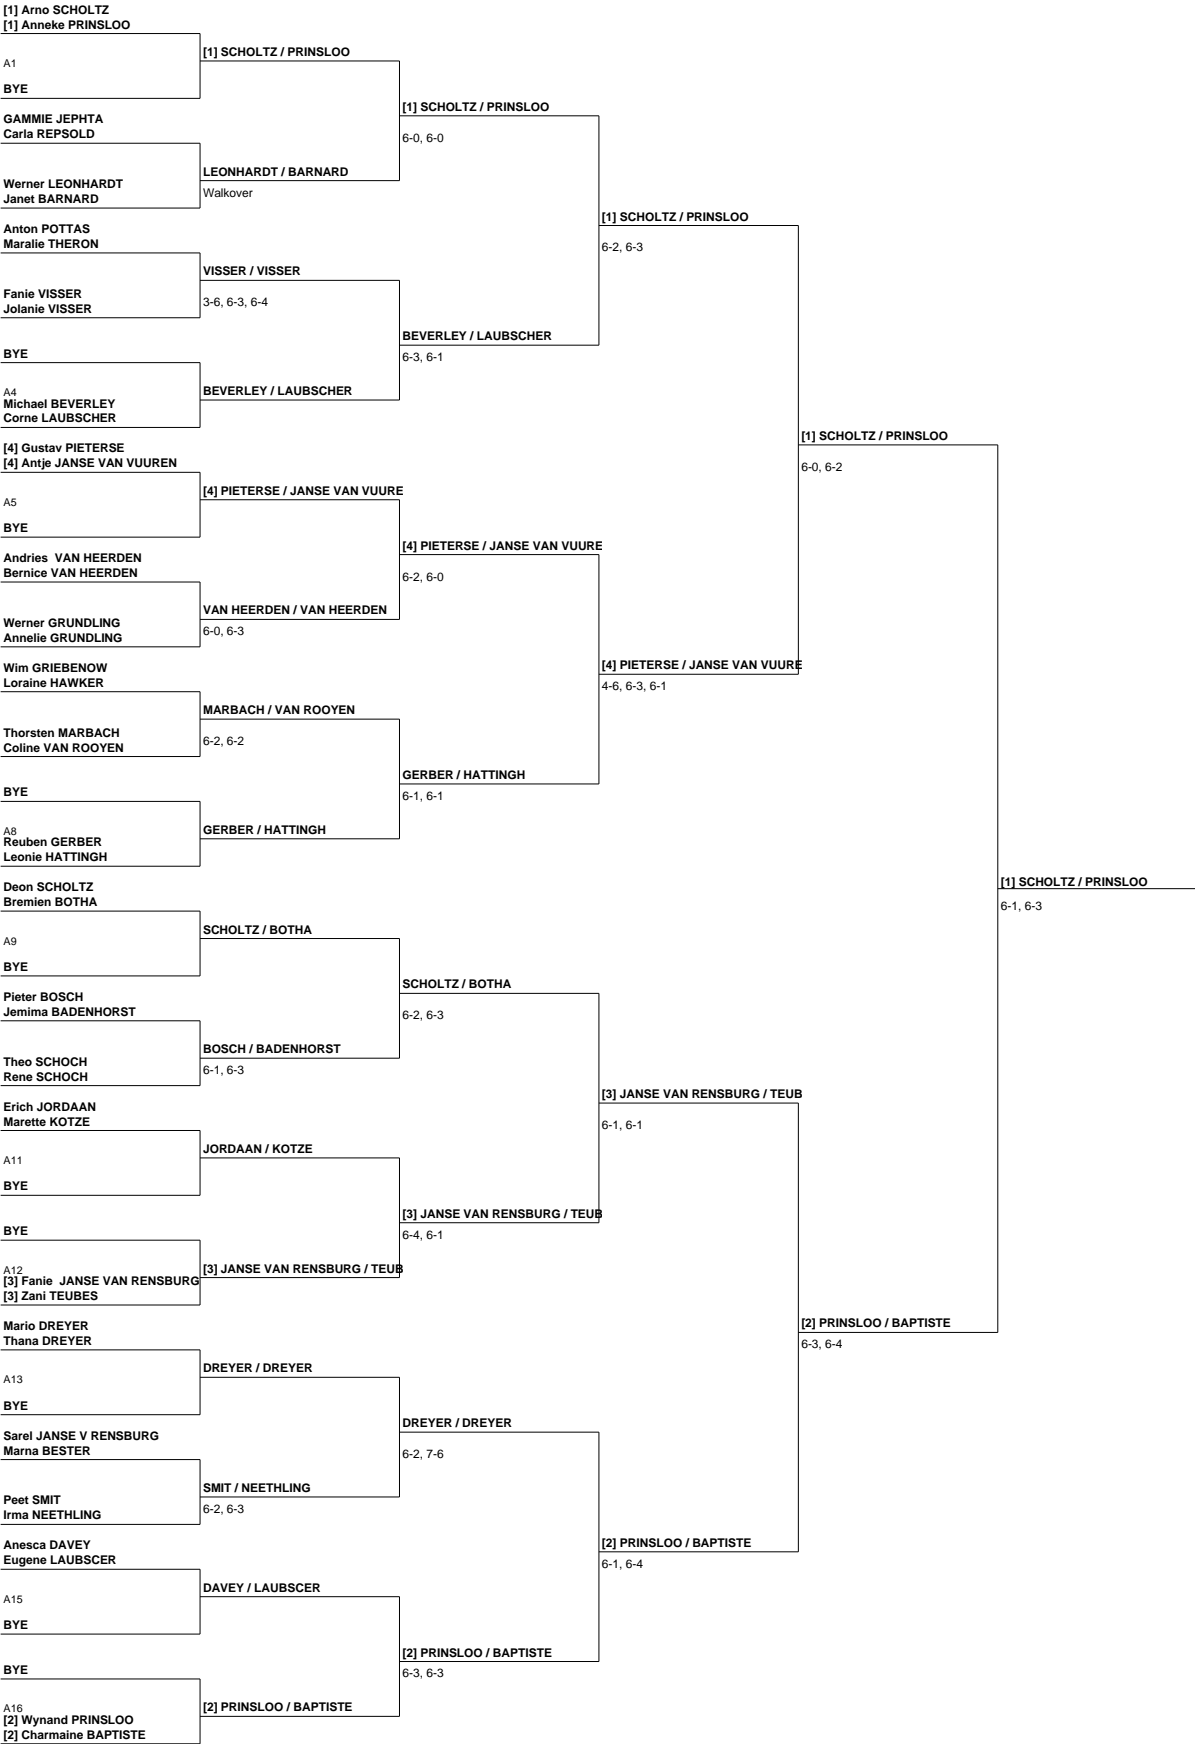 [1] Arno SCHOLTZ
[1] Anneke PRINSLOO
[1] SCHOLTZ / PRINSLOO
A1
BYE
[1] SCHOLTZ / PRINSLOO
GAMMIE JEPHTA
Carla REPSOLD
6-0, 6-0
LEONHARDT / BARNARD
Werner LEONHARDT
Janet BARNARD
Walkover
[1] SCHOLTZ / PRINSLOO
Anton POTTAS
Maralie THERON
6-2, 6-3
VISSER / VISSER
Fanie VISSER
Jolanie VISSER
3-6, 6-3, 6-4
BEVERLEY / LAUBSCHER
BYE
6-3, 6-1
A4
BEVERLEY / LAUBSCHER
Michael BEVERLEY
Corne LAUBSCHER
[1] SCHOLTZ / PRINSLOO
[4] Gustav PIETERSE
[4] Antje JANSE VAN VUUREN
6-0, 6-2
[4] PIETERSE / JANSE VAN VUURE
A5
BYE
[4] PIETERSE / JANSE VAN VUURE
Andries  VAN HEERDEN
Bernice VAN HEERDEN
6-2, 6-0
VAN HEERDEN / VAN HEERDEN
Werner GRUNDLING
Annelie GRUNDLING
6-0, 6-3
[4] PIETERSE / JANSE VAN VUURE
Wim GRIEBENOW
Loraine HAWKER
4-6, 6-3, 6-1
MARBACH / VAN ROOYEN
Thorsten MARBACH
Coline VAN ROOYEN
6-2, 6-2
GERBER / HATTINGH
BYE
6-1, 6-1
A8
GERBER / HATTINGH
Reuben GERBER
Leonie HATTINGH
[1] SCHOLTZ / PRINSLOO
Deon SCHOLTZ
Bremien BOTHA
6-1, 6-3
SCHOLTZ / BOTHA
A9
BYE
SCHOLTZ / BOTHA
Pieter BOSCH
Jemima BADENHORST
6-2, 6-3
BOSCH / BADENHORST
Theo SCHOCH
Rene SCHOCH
6-1, 6-3
[3] JANSE VAN RENSBURG / TEUB
Erich JORDAAN
Marette KOTZE
6-1, 6-1
JORDAAN / KOTZE
A11
BYE
[3] JANSE VAN RENSBURG / TEUB
BYE
6-4, 6-1
A12
[3] JANSE VAN RENSBURG / TEUB
[3] Fanie  JANSE VAN RENSBURG
[3] Zani TEUBES
[2] PRINSLOO / BAPTISTE
Mario DREYER
Thana DREYER
6-3, 6-4
DREYER / DREYER
A13
BYE
DREYER / DREYER
Sarel JANSE V RENSBURG
Marna BESTER
6-2, 7-6
SMIT / NEETHLING
Peet SMIT
Irma NEETHLING
6-2, 6-3
[2] PRINSLOO / BAPTISTE
Anesca DAVEY
Eugene LAUBSCER
6-1, 6-4
DAVEY / LAUBSCER
A15
BYE
[2] PRINSLOO / BAPTISTE
BYE
6-3, 6-3
A16
[2] PRINSLOO / BAPTISTE
[2] Wynand PRINSLOO
[2] Charmaine BAPTISTE